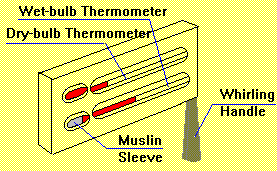 Wet-bulb Thermometer
Dry-bulb Thermometer
Whirling
Handle
Muslin
Sleeve